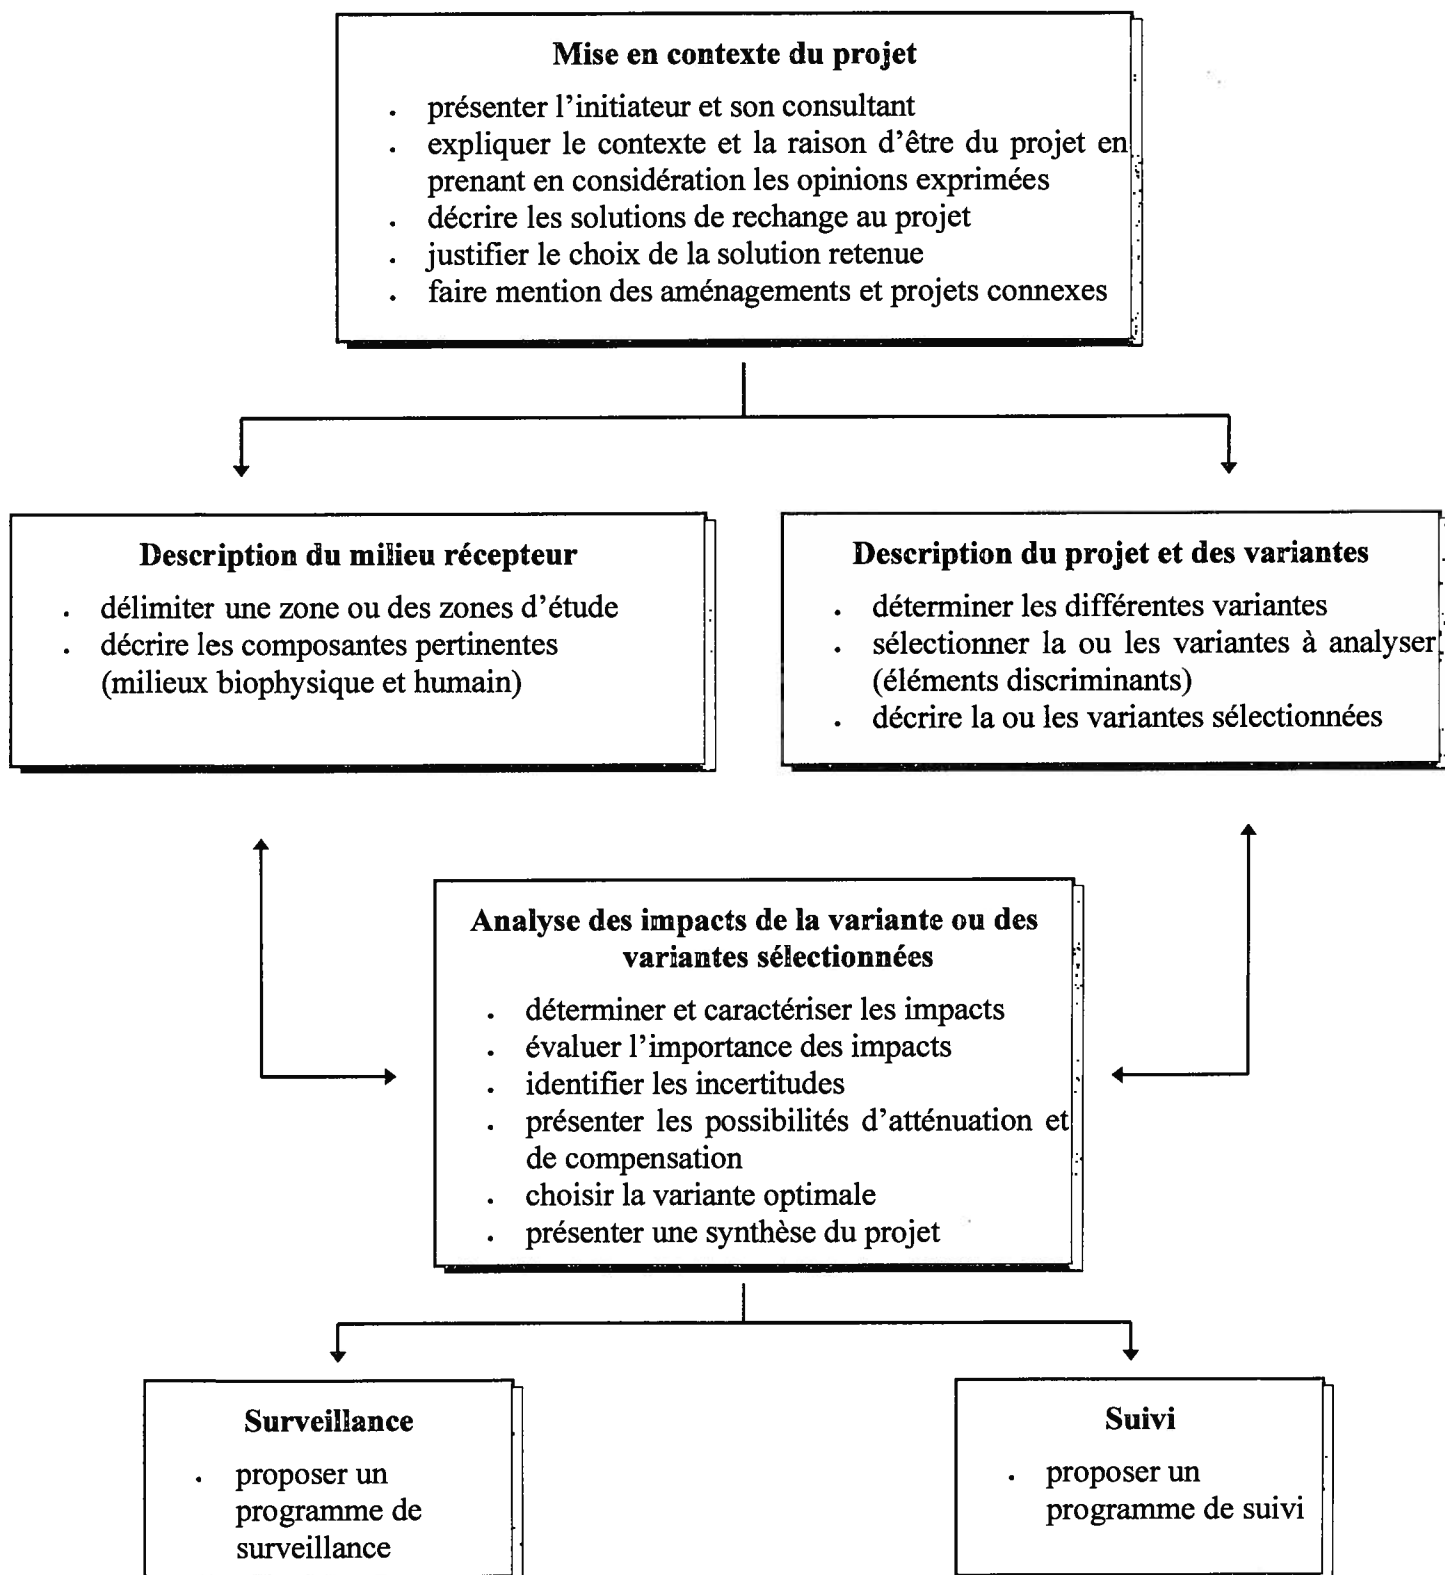 Mise en contexte du projet
. présenter l’initiateur et son consultant
. expliquer le contexte et la raison d’être du projet en
prenant en considération les opinions exprimées
. décrire les solutions de rechange au projet
. justifier le choix de la solution retenue
. faire mention des aménagements et projets connexes
Description du milieu récepteur
. délimiter une zone ou des zones d’étude
. décrire les composantes pertinentes
(milieux biophysique et humain)
Description du projet et des variantes
. déterminer les différentes variantes
. sélectionner la ou les variantes à analyser
(éléments discriminants)
. décrire la ou les variantes sélectionnées
Analyse des impacts de la variante ou des
variantes sélectionnées
. déterminer et caractériser les impacts
. évaluer l’importance des impacts
. identifier les incertitudes
. présenter les possibilités d’atténuation et
de compensation
. choisir la variante optimale
. présenter une synthèse du projet
Surveillance
. proposer un
programme de
surveillance
Suivi
. proposer un
programme de suivi